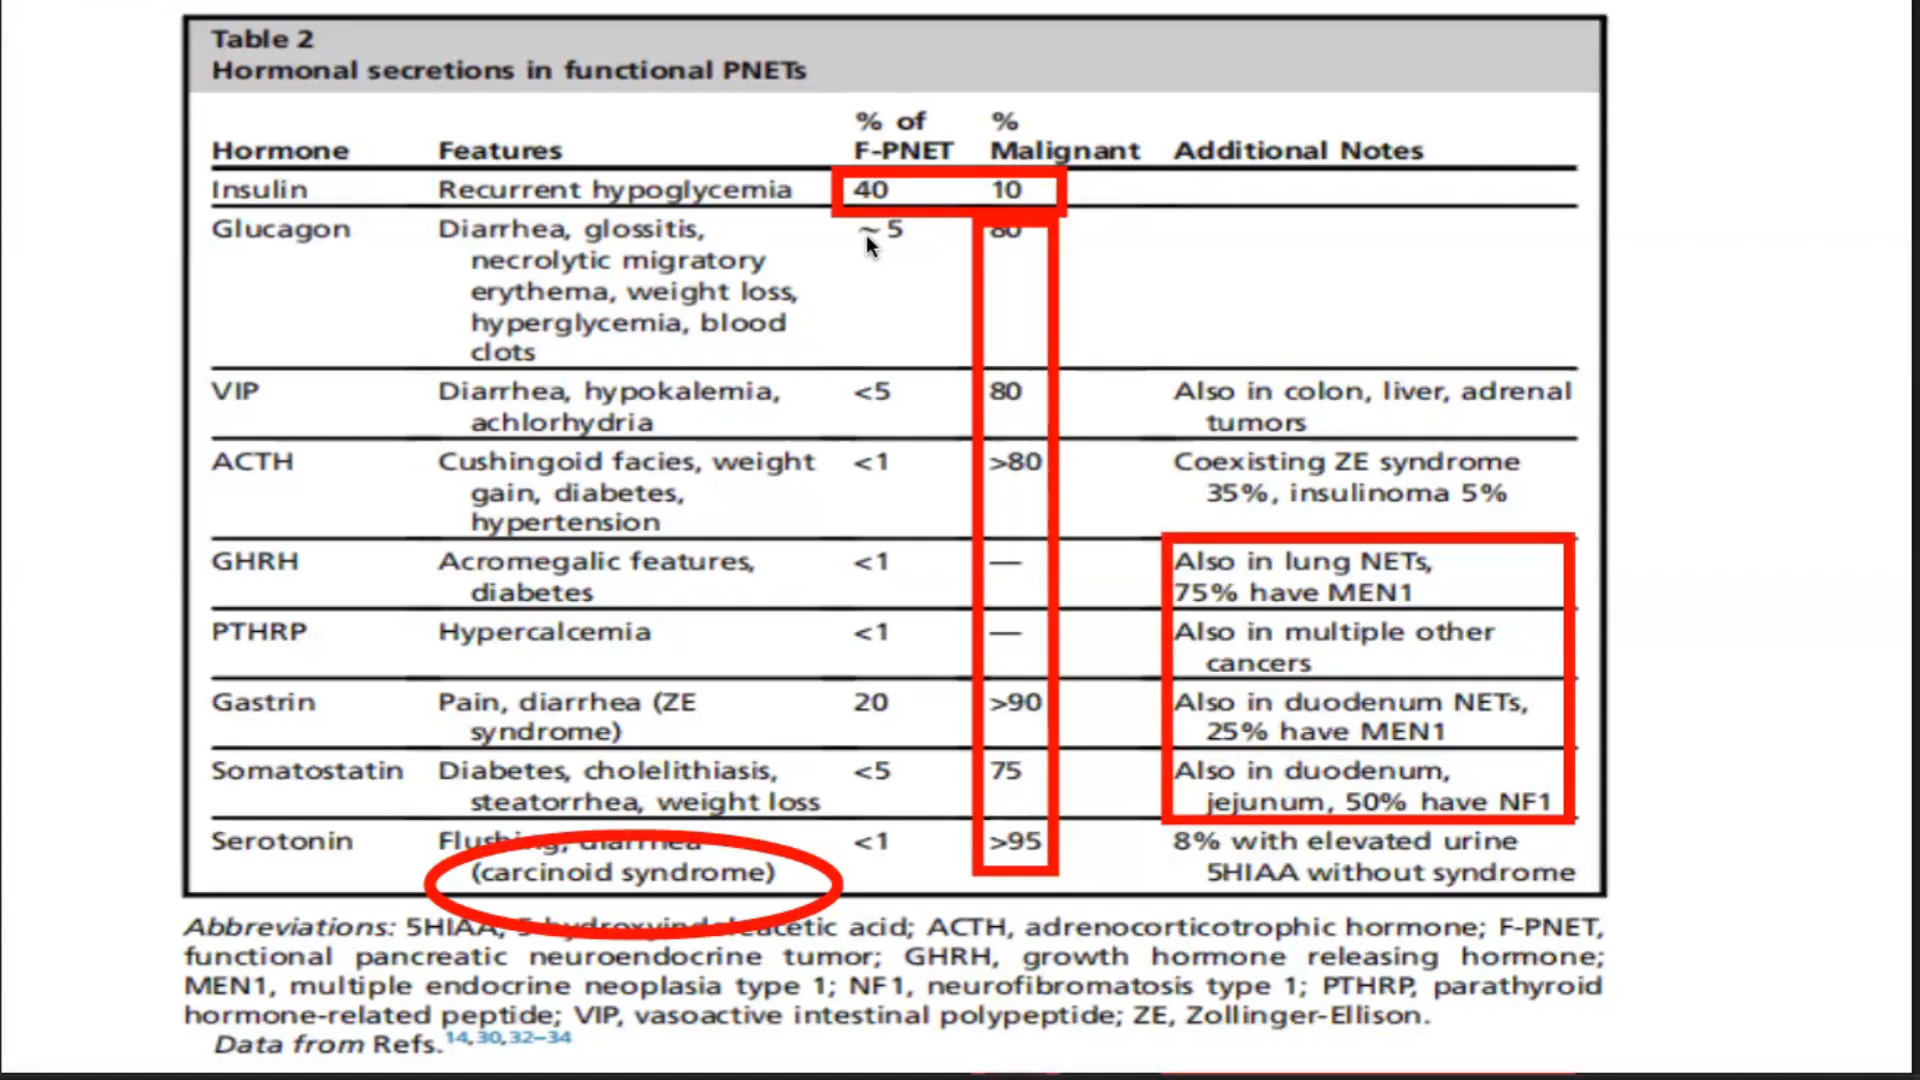 Table 2
Hormonal secretions in functional PNETs
% of %
Hormone Features F-PNET Malignant Additional Notes
Insulin Recurrent hypoglycemia 40 10
Glucagon Diarrhea, glossitis, ~5 80
necrolytic migratory
erythema, weight loss,
hyperglycemia, blood
clots
VIP Diarrhea, hypokalemia, <5 80 Also in colon, liver, adrenal
achlorhydria tumors
ACTH Cushingoid facies, weight <1 >80 Coexisting ZE syndrome
gain, diabetes, 35%, insulinoma 5%
hypertension
GHRH Acromegalic features, <1 — Also in lung NETs,
diabetes 75% have MEN1
PTHRP Hypercalcemia <1 — Also in multiple other
cancers
Gastrin Pain, diarrhea (ZE 20 >90 Also in duodenum NETs,
syndrome) 25% have MEN1
Somatostatin Diabetes, cholelithiasis, <5 75 Also in duodenum,
steatorrhea, weight loss jejunum, 50% have NF1
Serotonin Flushing, diarrhea <1 >95 8% with elevated urine
(carcinoid syndrome) 5HIAA without syndrome
Abbreviations: 5HIAA, 5-hydroxyindoleacetic acid; ACTH, adrenocorticotrophic hormone; F-PNET,
functional pancreatic neuroendocrine tumor; GHRH, growth hormone releasing hormone;
MEN1, multiple endocrine neoplasia type 1; NF1, neurofibromatosis type 1; PTHRP, parathyroid
hormone-related peptide; VIP, vasoactive intestinal polypeptide; ZE, Zollinger-Ellison.
Data from Refs.14,30,32–34